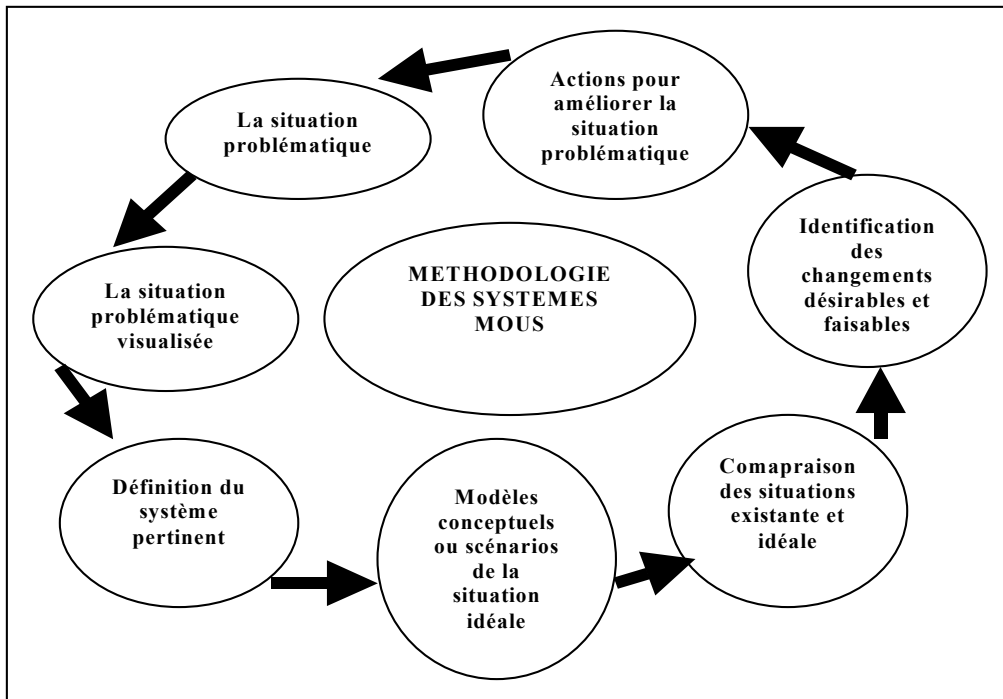 La situation
problématique
La situation
problématique
visualisée
Définition du
système
pertinent
Modèles
conceptuels
ou scénarios
de la
situation
idéale
Comapraison
des situations
existante et
idéale
Identification
des
changements
désirables et
faisables
Actions pour
améliorer la
situation
problématique
METHODOLOGIE
DES SYSTEMES
MOUS